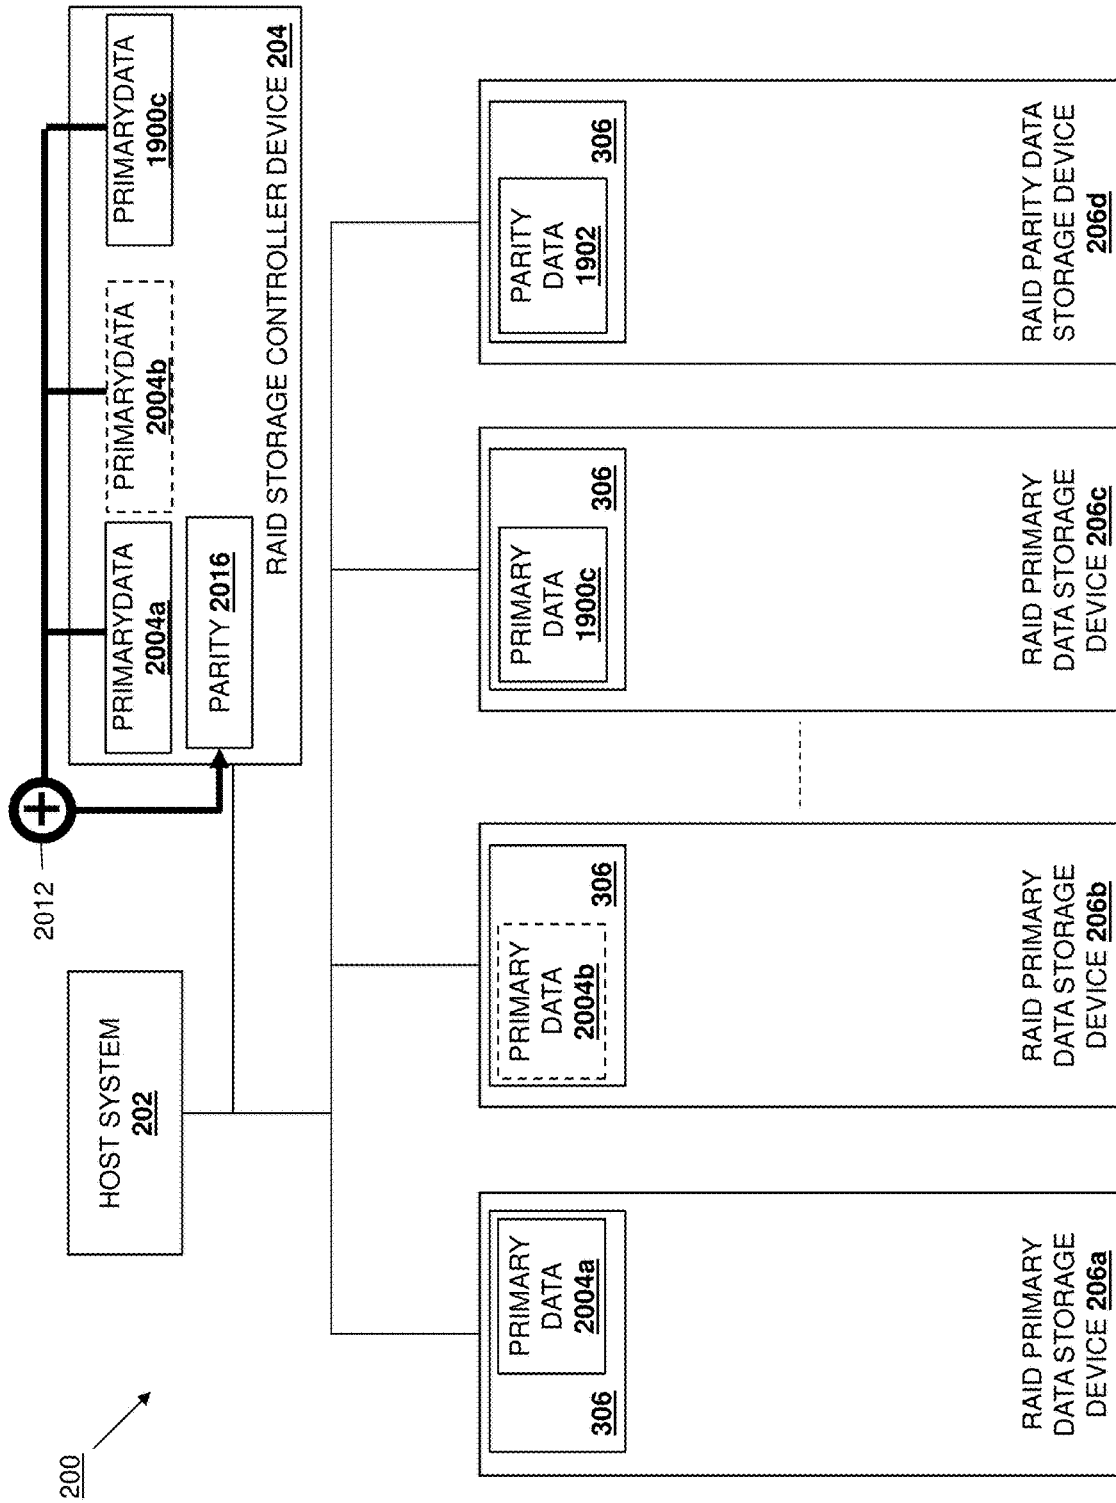 200
HOST SYSTEM
202
2012
PRIMARYDATA
2004a
PRIMARYDATA
2004b
PRIMARYDATA
1900c
PARITY 2016
RAID STORAGE CONTROLLER DEVICE 204
PRIMARY
DATA
2004a
306
RAID PRIMARY
DATA STORAGE
DEVICE 206a
PRIMARY
DATA
2004b
306
RAID PRIMARY
DATA STORAGE
DEVICE 206b
PRIMARY
DATA
1900c
306
RAID PRIMARY
DATA STORAGE
DEVICE 206c
PARITY
DATA
1902
306
RAID PARITY DATA
STORAGE DEVICE
206d